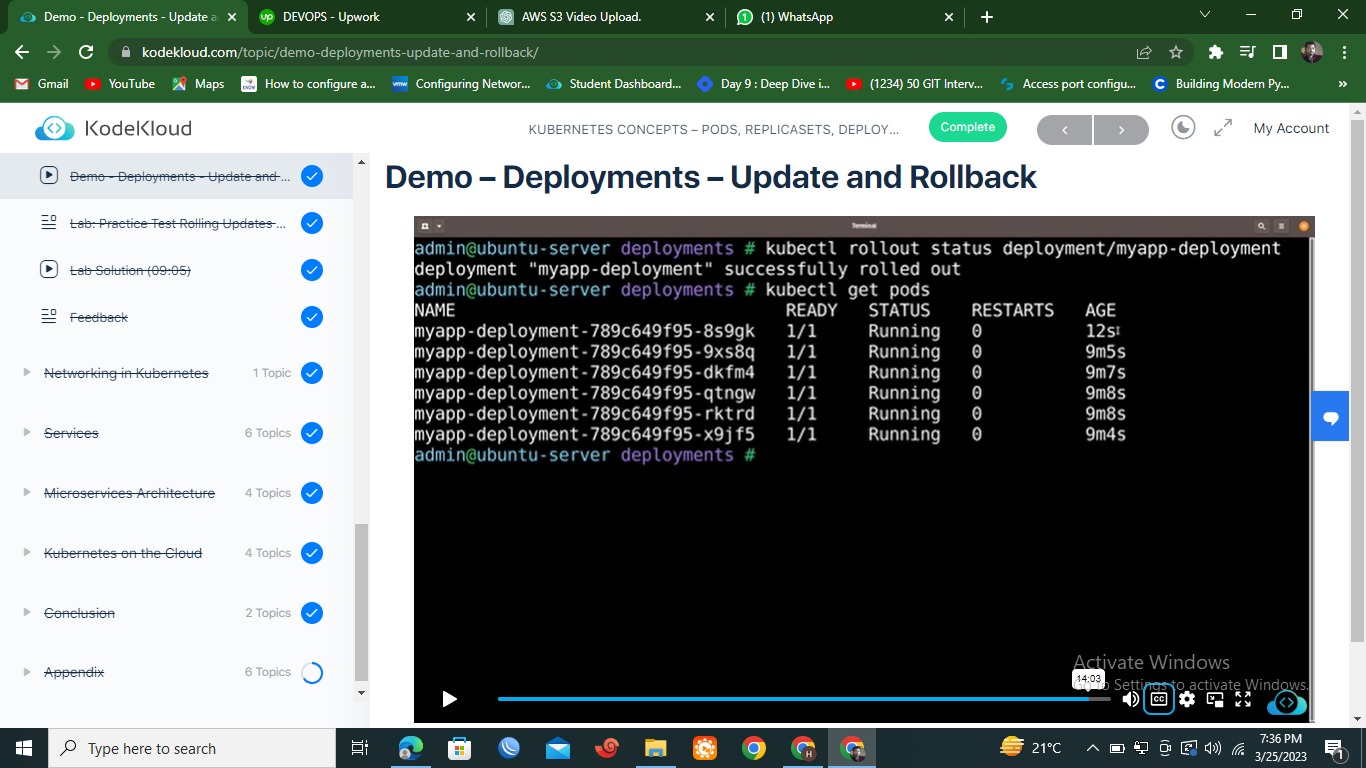 Demo - Deployments - Update a
DEVOPS - Upwork
AWS S3 Video Upload.
(1) WhatsApp
kodekloud.com/topic/demo-deployments-update-and-rollback/
Gmail
YouTube
Maps
How to configure a...
Configuring Networ...
Student Dashboard...
Day 9 : Deep Dive i...
(1234) 50 GIT Interv...
Access port configu...
Building Modern Py...
KodeKloud
KUBERNETES CONCEPTS – PODS, REPLICASETS, DEPLOY...
Complete
My Account
Demo - Deployments - Update and ...
Lab: Practice Test Rolling Updates ...
Lab Solution (09:05)
Feedback
Networking in Kubernetes 1 Topic
Services 6 Topics
Microservices Architecture 4 Topics
Kubernetes on the Cloud 4 Topics
Conclusion 2 Topics
Appendix 6 Topics
Demo – Deployments – Update and Rollback
Terminal
admin@ubuntu-server deployments # kubectl rollout status deployment/myapp-deployment
deployment "myapp-deployment" successfully rolled out
admin@ubuntu-server deployments # kubectl get pods
NAME READY STATUS RESTARTS AGE
myapp-deployment-789c649f95-8s9gk 1/1 Running 0 12s
myapp-deployment-789c649f95-9xs8q 1/1 Running 0 9m5s
myapp-deployment-789c649f95-dkfm4 1/1 Running 0 9m7s
myapp-deployment-789c649f95-qtngw 1/1 Running 0 9m8s
myapp-deployment-789c649f95-rktrd 1/1 Running 0 9m8s
myapp-deployment-789c649f95-x9jf5 1/1 Running 0 9m4s
admin@ubuntu-server deployments #
Activate Windows
Go to Settings to activate Windows.
14:03
CC
Type here to search
21°C
7:36 PM
3/25/2023
1